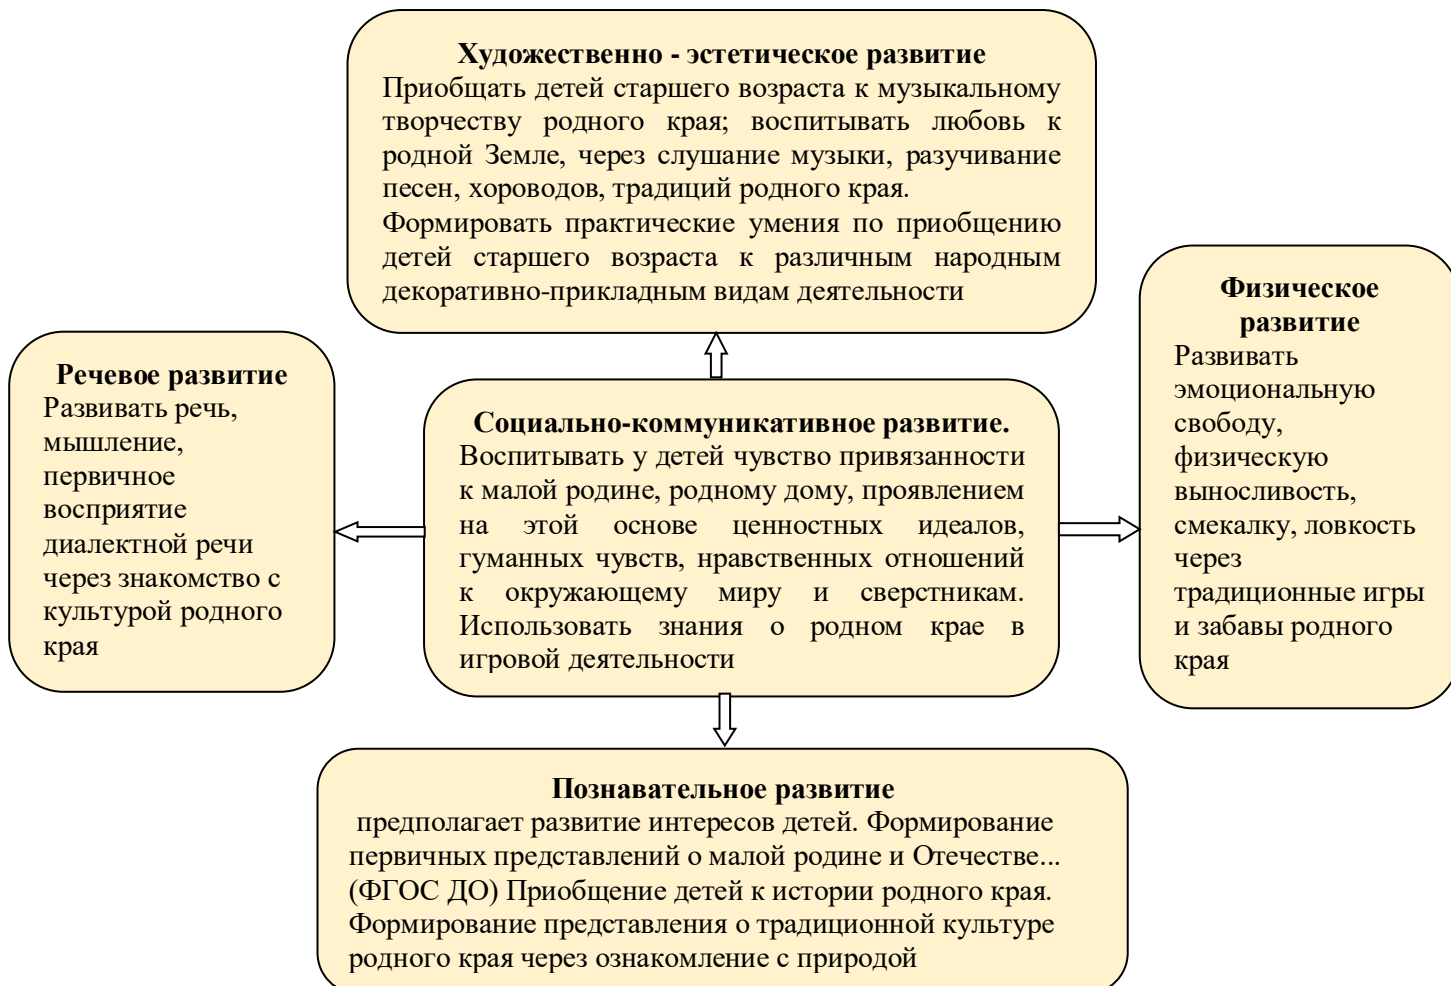 Художественно - эстетическое развитие
Приобщать детей старшего возраста к музыкальному
творчеству родного края; воспитывать любовь к
родной Земле, через слушание музыки, разучивание
песен, хороводов, традиций родного края.
Формировать практические умения по приобщению
детей старшего возраста к различным народным
декоративно-прикладным видам деятельности
Речевое развитие
Развивать речь,
мышление,
первичное
восприятие
диалектной речи
через знакомство с
культурой родного
края
Социально-коммуникативное развитие.
Воспитывать у детей чувство привязанности
к малой родине, родному дому, проявлением
на этой основе ценностных идеалов,
гуманных чувств, нравственных отношений
к окружающему миру и сверстникам.
Использовать знания о родном крае в
игровой деятельности
Физическое
развитие
Развивать
эмоциональную
свободу,
физическую
выносливость,
смекалку, ловкость
через
традиционные игры
и забавы родного
края
Познавательное развитие
предполагает развитие интересов детей. Формирование
первичных представлений о малой родине и Отечестве...
(ФГОС ДО) Приобщение детей к истории родного края.
Формирование представления о традиционной культуре
родного края через ознакомление с природой